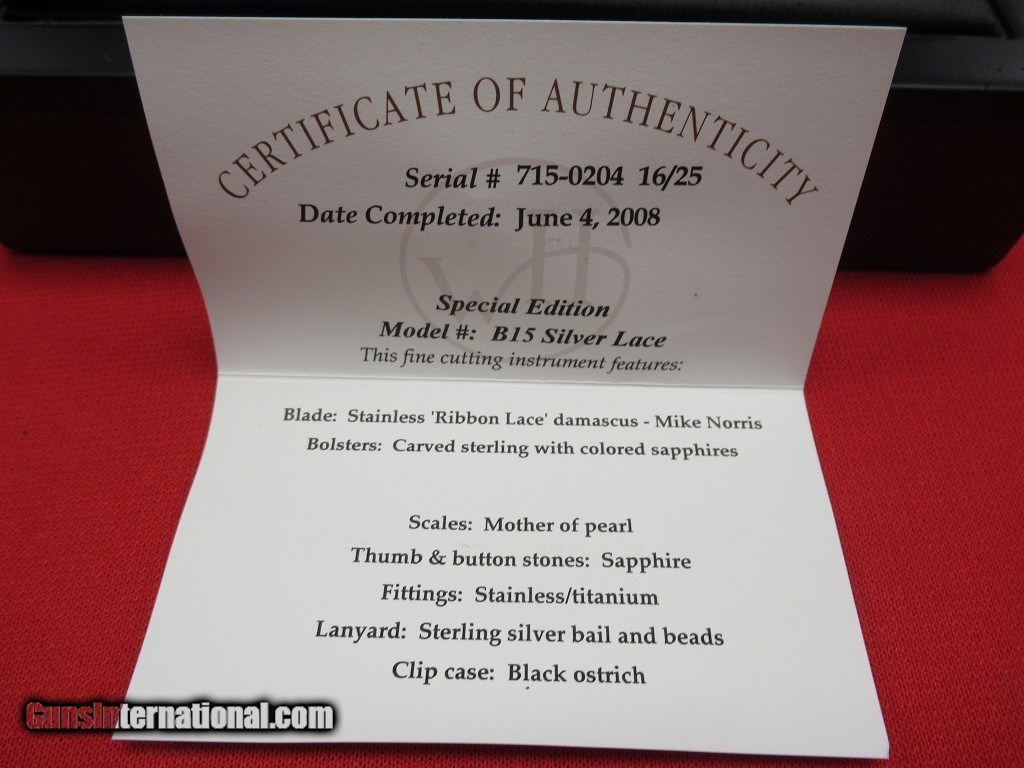 CERTIFICATE OF AUTHENTICITY
Serial # 715-0204 16/25
Date Completed: June 4, 2008
WH
Special Edition
Model #: B15 Silver Lace
This fine cutting instrument features:
Blade: Stainless 'Ribbon Lace' damascus - Mike Norris
Bolsters: Carved sterling with colored sapphires
Scales: Mother of pearl
Thumb & button stones: Sapphire
Fittings: Stainless/titanium
Lanyard: Sterling silver bail and beads
Clip case: Black ostrich
GunsInternational.com